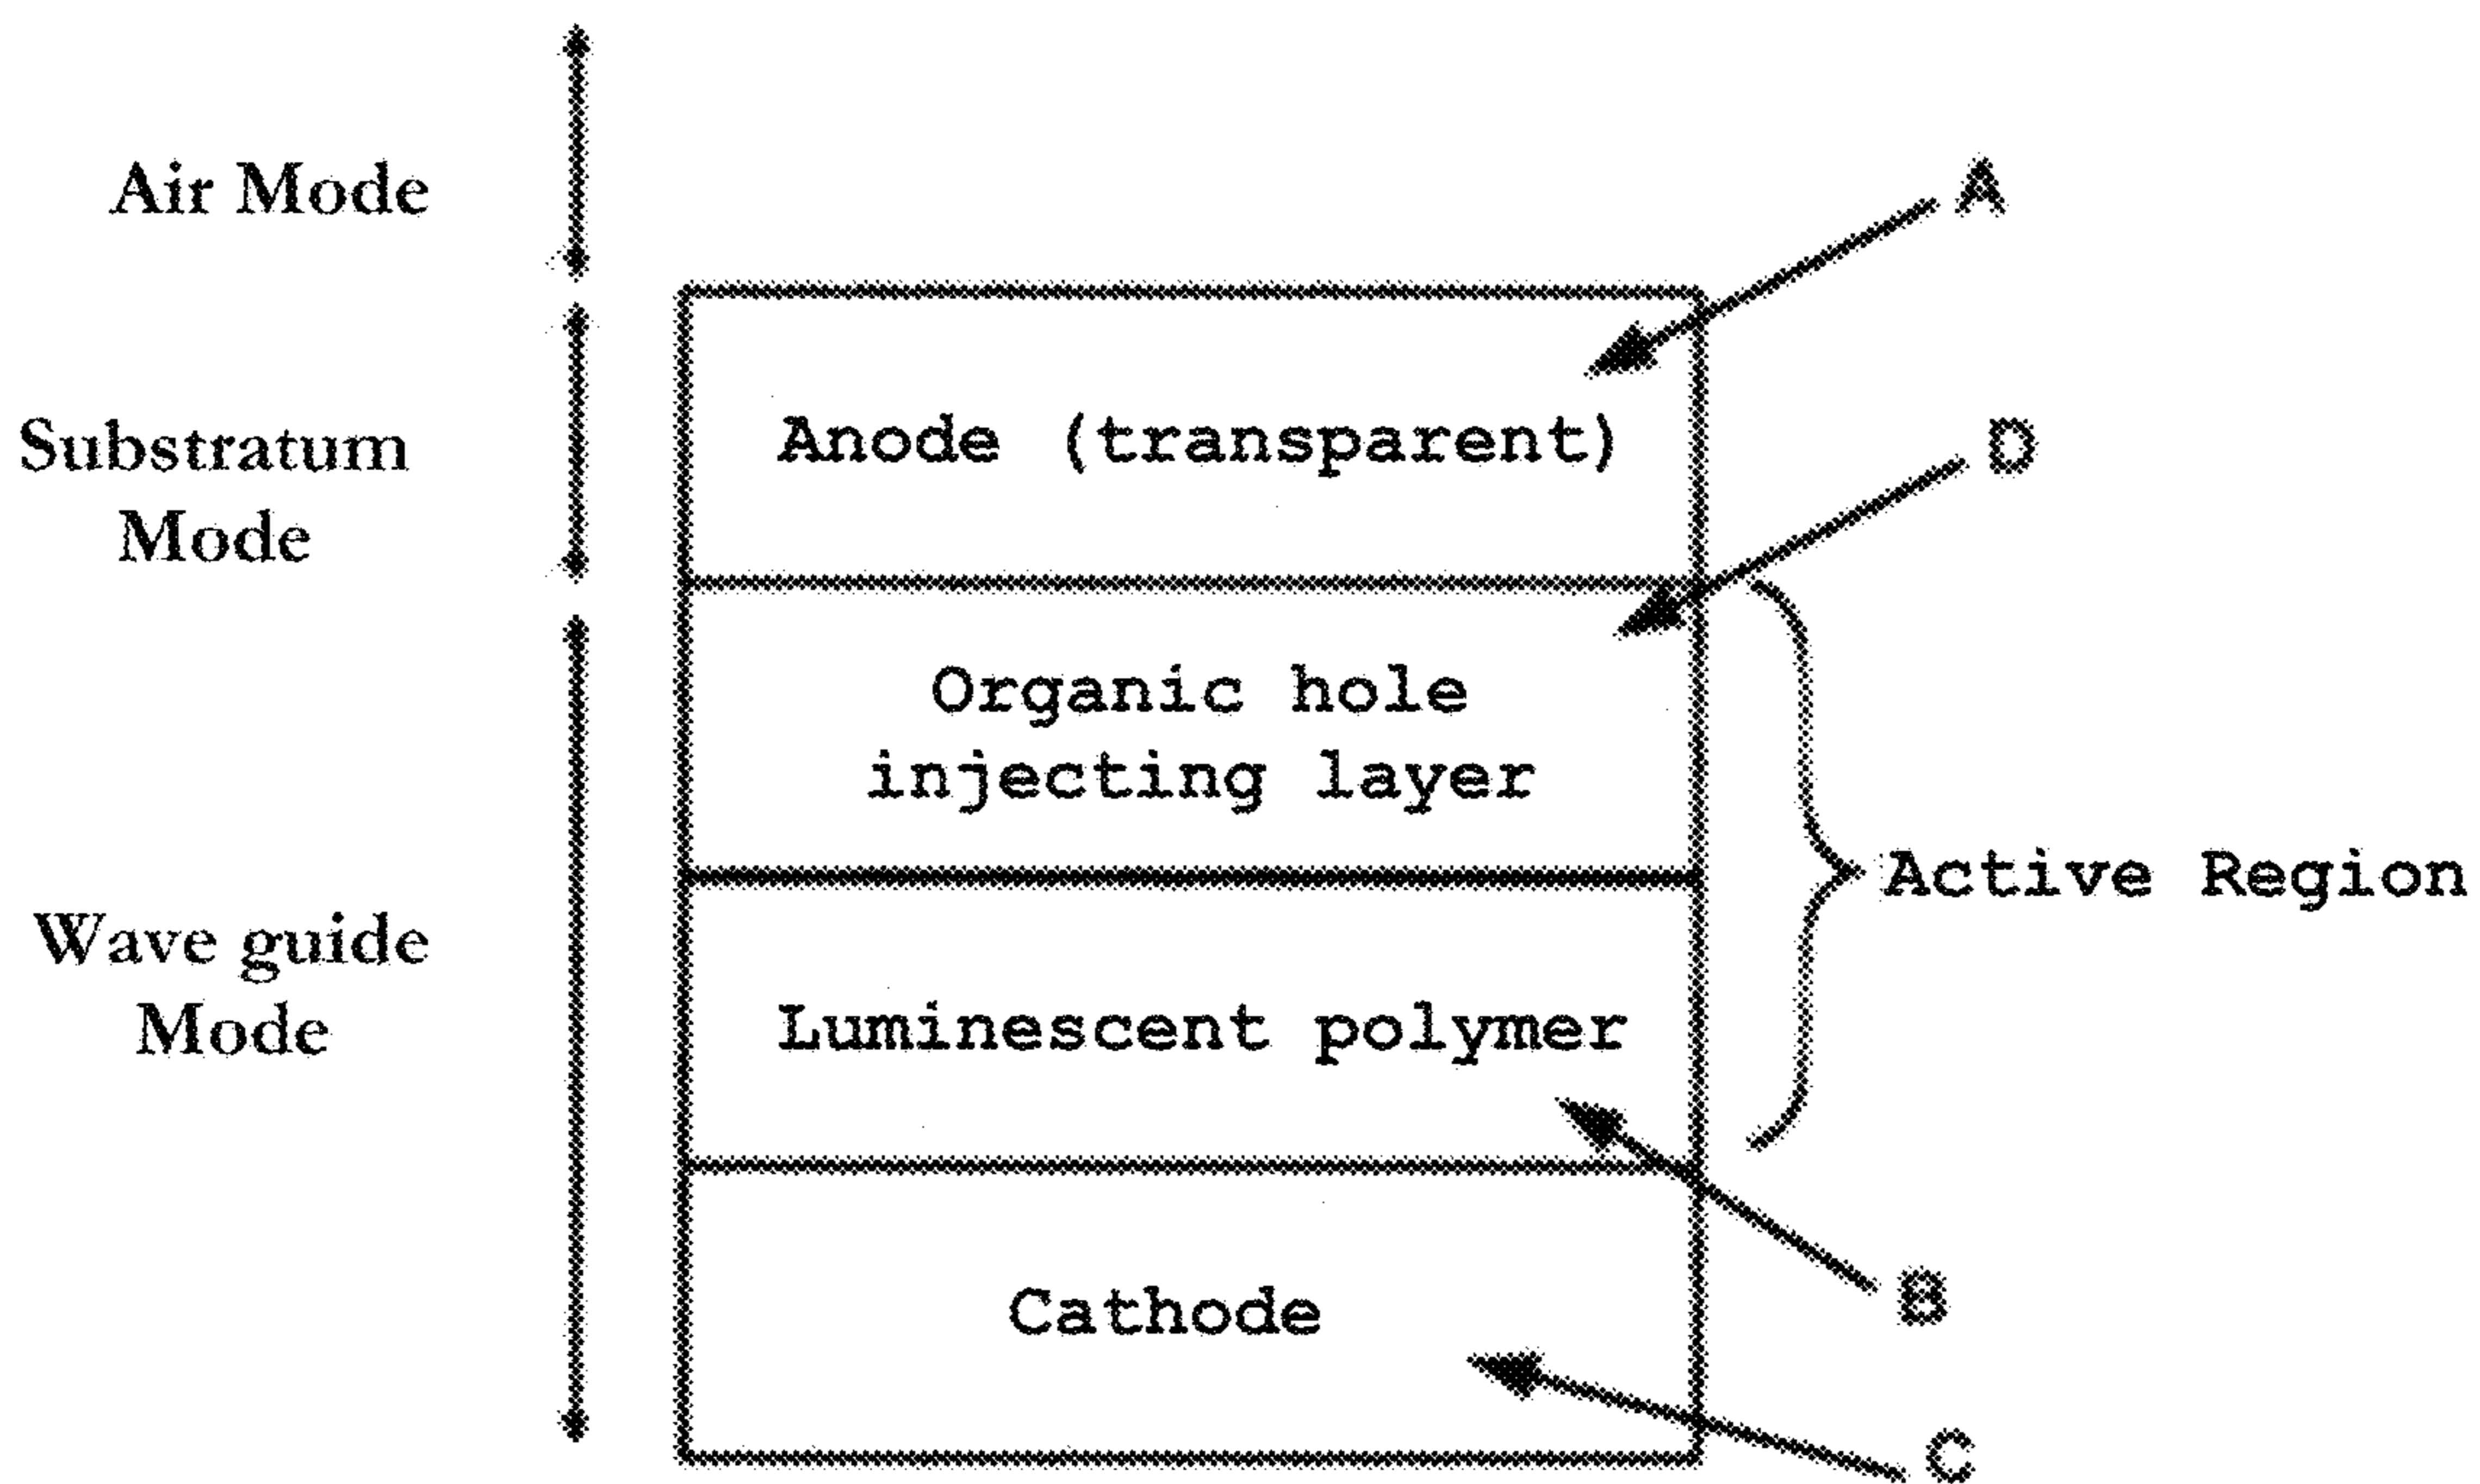 Air Mode
A
Substratum
Mode
Anode (transparent)
D
Organic hole
injecting layer
Active Region
Wave guide
Mode
Luminescent polymer
B
Cathode
C